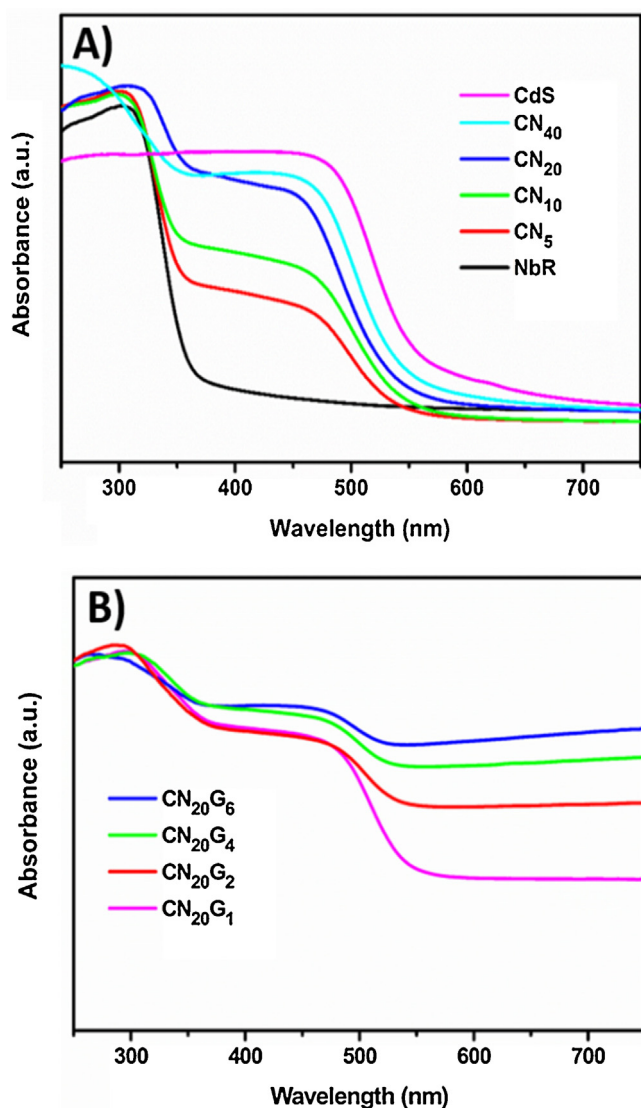 A)
Absorbance (a.u.)
CdS
CN₄₀
CN₂₀
CN₁₀
CN₅
NbR
300 400 500 600 700
Wavelength (nm)
B)
Absorbance (a.u.)
CN₂₀G₆
CN₂₀G₄
CN₂₀G₂
CN₂₀G₁
300 400 500 600 700
Wavelength (nm)